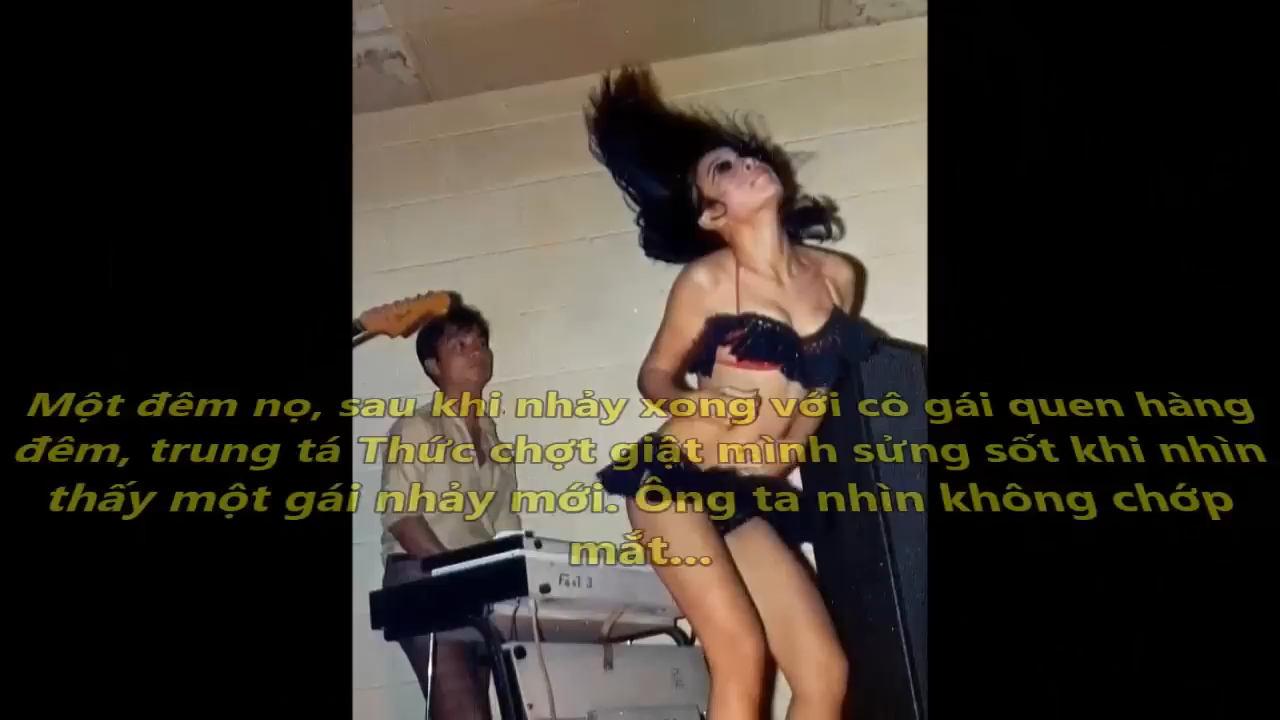 Một đêm nọ, sau khi nhảy xong với cô gái quen hàng
đêm, trung tá Thức chợt giật mình sửng sốt khi nhìn
thấy một gái nhảy mới. Ông ta nhìn không chớp
mắt...